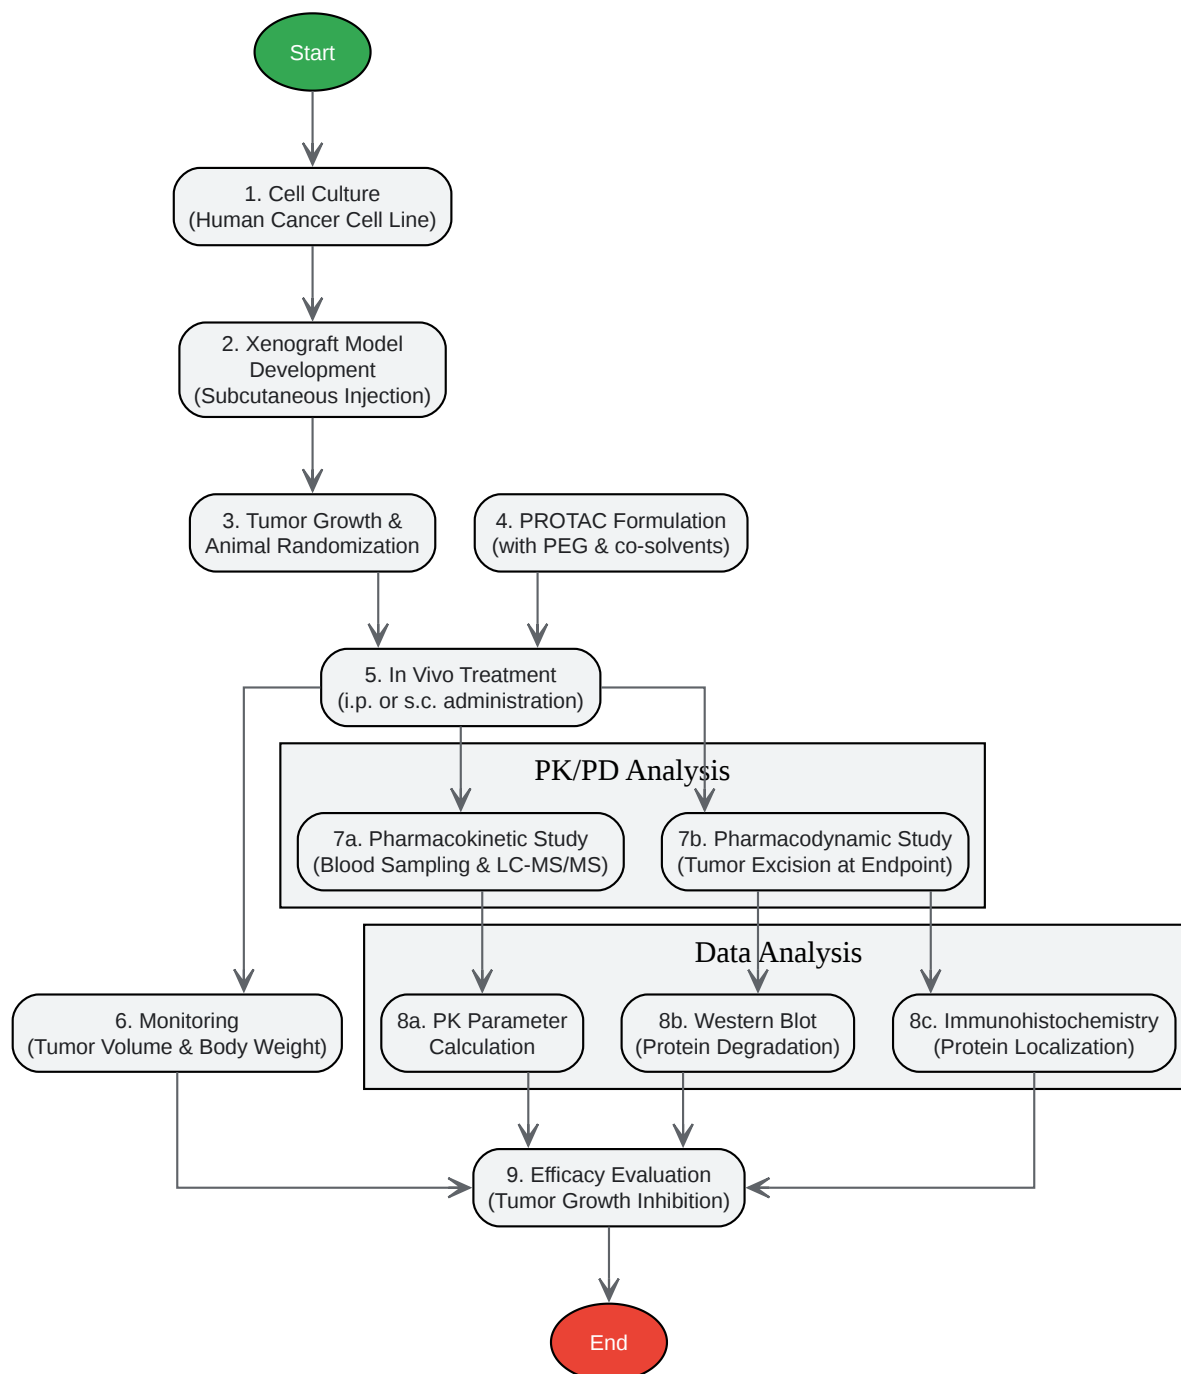 Start
1. Cell Culture
(Human Cancer Cell Line)
2. Xenograft Model
Development
(Subcutaneous Injection)
3. Tumor Growth &
Animal Randomization
4. PROTAC Formulation
(with PEG & co-solvents)
5. In Vivo Treatment
(i.p. or s.c. administration)
PK/PD Analysis
7a. Pharmacokinetic Study
(Blood Sampling & LC-MS/MS)
7b. Pharmacodynamic Study
(Tumor Excision at Endpoint)
Data Analysis
6. Monitoring
(Tumor Volume & Body Weight)
8a. PK Parameter
Calculation
8b. Western Blot
(Protein Degradation)
8c. Immunohistochemistry
(Protein Localization)
9. Efficacy Evaluation
(Tumor Growth Inhibition)
End